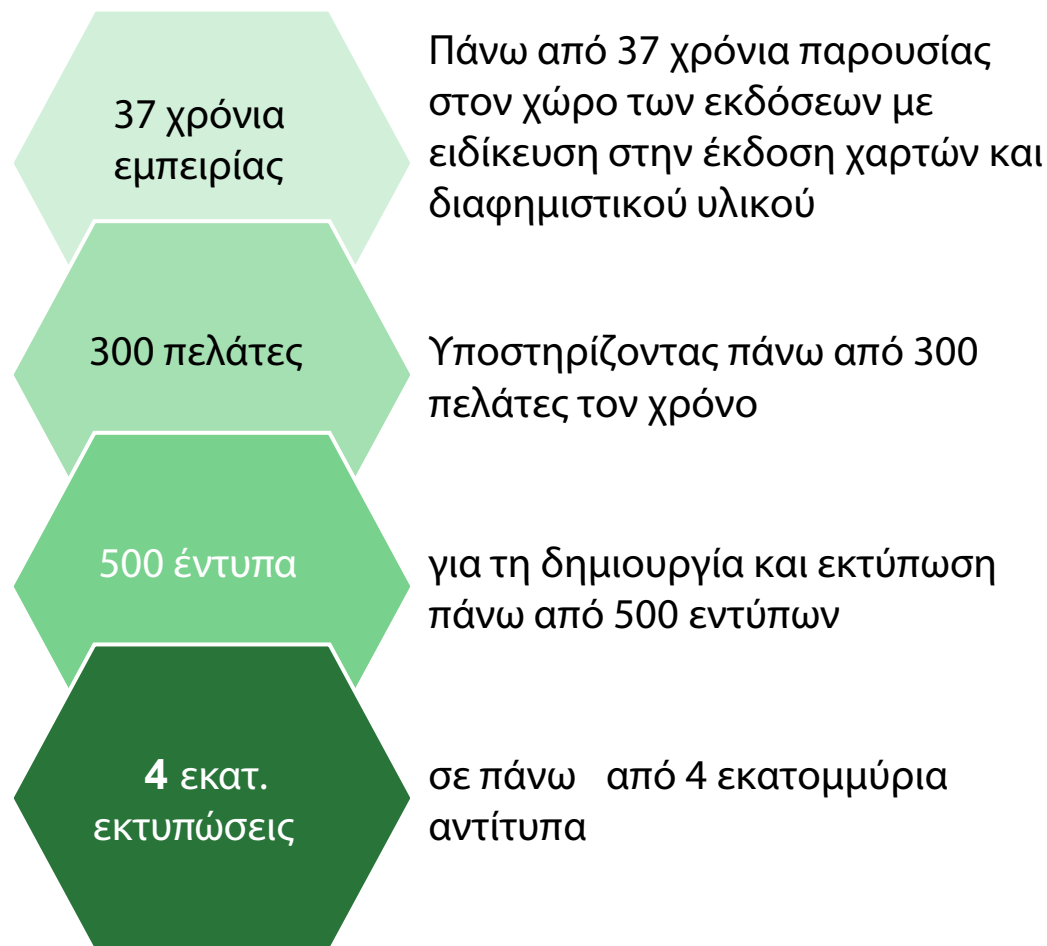 37 χρόνια
εμπειρίας
Πάνω από 37 χρόνια παρουσίας
στον χώρο των εκδόσεων με
ειδίκευση στην έκδοση χαρτών και
διαφημιστικού υλικού
300 πελάτες
Υποστηρίζοντας πάνω από 300
πελάτες τον χρόνο
500 έντυπα
για τη δημιουργία και εκτύπωση
πάνω από 500 εντύπων
4 εκατ.
εκτυπώσεις
σε πάνω από 4 εκατομμύρια
αντίτυπα